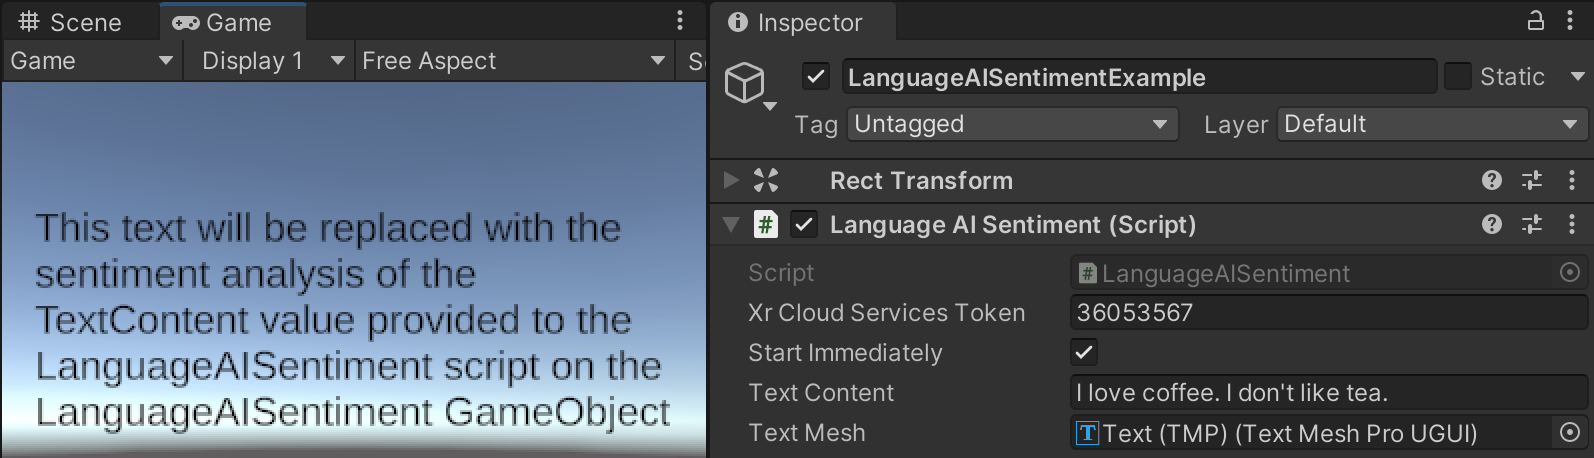 Scene
Game
Game
Display 1
Free Aspect
This text will be replaced with the
sentiment analysis of the
TextContent value provided to the
LanguageAISentiment script on the
LanguageAISentiment GameObject
Inspector
LanguageAISentimentExample
Static
Tag
Untagged
Layer
Default
Rect Transform
Language AI Sentiment (Script)
Script
LanguageAISentiment
Xr Cloud Services Token
36053567
Start Immediately
Text Content
I love coffee. I don't like tea.
Text Mesh
Text (TMP) (Text Mesh Pro UGUI)